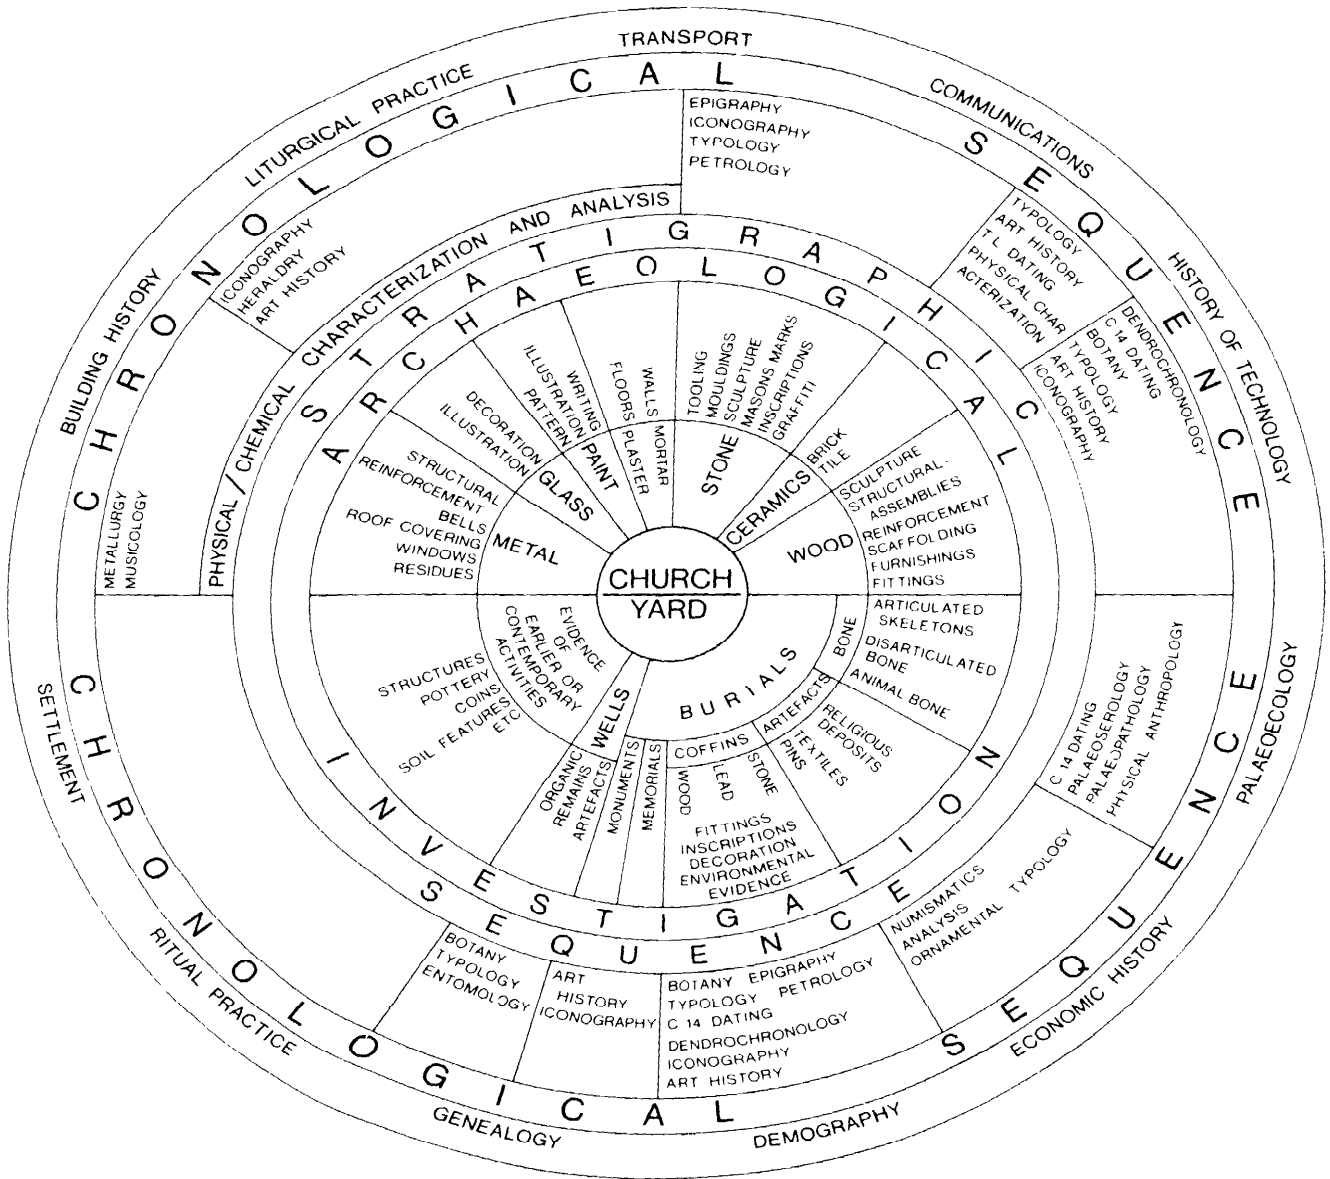 TRANSPORT
COMMUNICATIONS
HISTORY OF TECHNOLOGY
PALAEOECOLOGY
ECONOMIC HISTORY
DEMOGRAPHY
GENEALOGY
RITUAL PRACTICE
SETTLEMENT
BUILDING HISTORY
LITURGICAL PRACTICE
CHRONOLOGICAL SEQUENCE
CHRONOLOGICAL SEQUENCE
EPIGRAPHY
ICONOGRAPHY
TYPOLOGY
PETROLOGY
TYPOLOGY
ART HISTORY
T L DATING
PHYSICAL CHAR
ACTERIZATION
DENDROCHRONOLOGY
C 14 DATING
BOTANY
TYPOLOGY
ART HISTORY
ICONOGRAPHY
C 14 DATING
PALAEOSEROLOGY
PALAEOPATHOLOGY
PHYSICAL ANTHROPOLOGY
NUMISMATICS
ANALYSIS
ORNAMENTAL TYPOLOGY
BOTANY EPIGRAPHY
TYPOLOGY PETROLOGY
C 14 DATING
DENDROCHRONOLOGY
ICONOGRAPHY
ART HISTORY
ART
HISTORY
ICONOGRAPHY
BOTANY
TYPOLOGY
ENTOMOLOGY
METALLURGY
MUSICOLOGY
ICONOGRAPHY
HERALDRY
ART HISTORY
PHYSICAL / CHEMICAL CHARACTERIZATION AND ANALYSIS
STRATIGRAPHIC
SEQUENCE
ARCHAEOLOGICAL
INVESTIGATION
STRUCTURAL
REINFORCEMENT
BELLS
ROOF COVERING
WINDOWS
RESIDUES
METAL
DECORATION
ILLUSTRATION
GLASS
WRITING
ILLUSTRATION
PATTERN
PAINT
WALLS
FLOORS
MORTAR
PLASTER
TOOLING
MOULDINGS
SCULPTURE
MASONS MARKS
INSCRIPTIONS
GRAFFITI
STONE
BRICK
TILE
CERAMICS
SCULPTURE
STRUCTURAL
ASSEMBLIES
REINFORCEMENT
SCAFFOLDING
FURNISHINGS
FITTINGS
WOOD
CHURCH
YARD
BURIALS
BONE
ARTICULATED
SKELETONS
DISARTICULATED
BONE
ANIMAL BONE
ARTEFACTS
RELIGIOUS
DEPOSITS
TEXTILES
PINS
COFFINS
STONE
LEAD
WOOD
FITTINGS
INSCRIPTIONS
DECORATION
ENVIRONMENTAL
EVIDENCE
MEMORIALS
MONUMENTS
WELLS
ORGANIC
REMAINS
ARTEFACTS
EVIDENCE
OF
EARLIER OR
CONTEMPORARY
ACTIVITIES
STRUCTURES
POTTERY
COINS
SOIL FEATURES
ETC